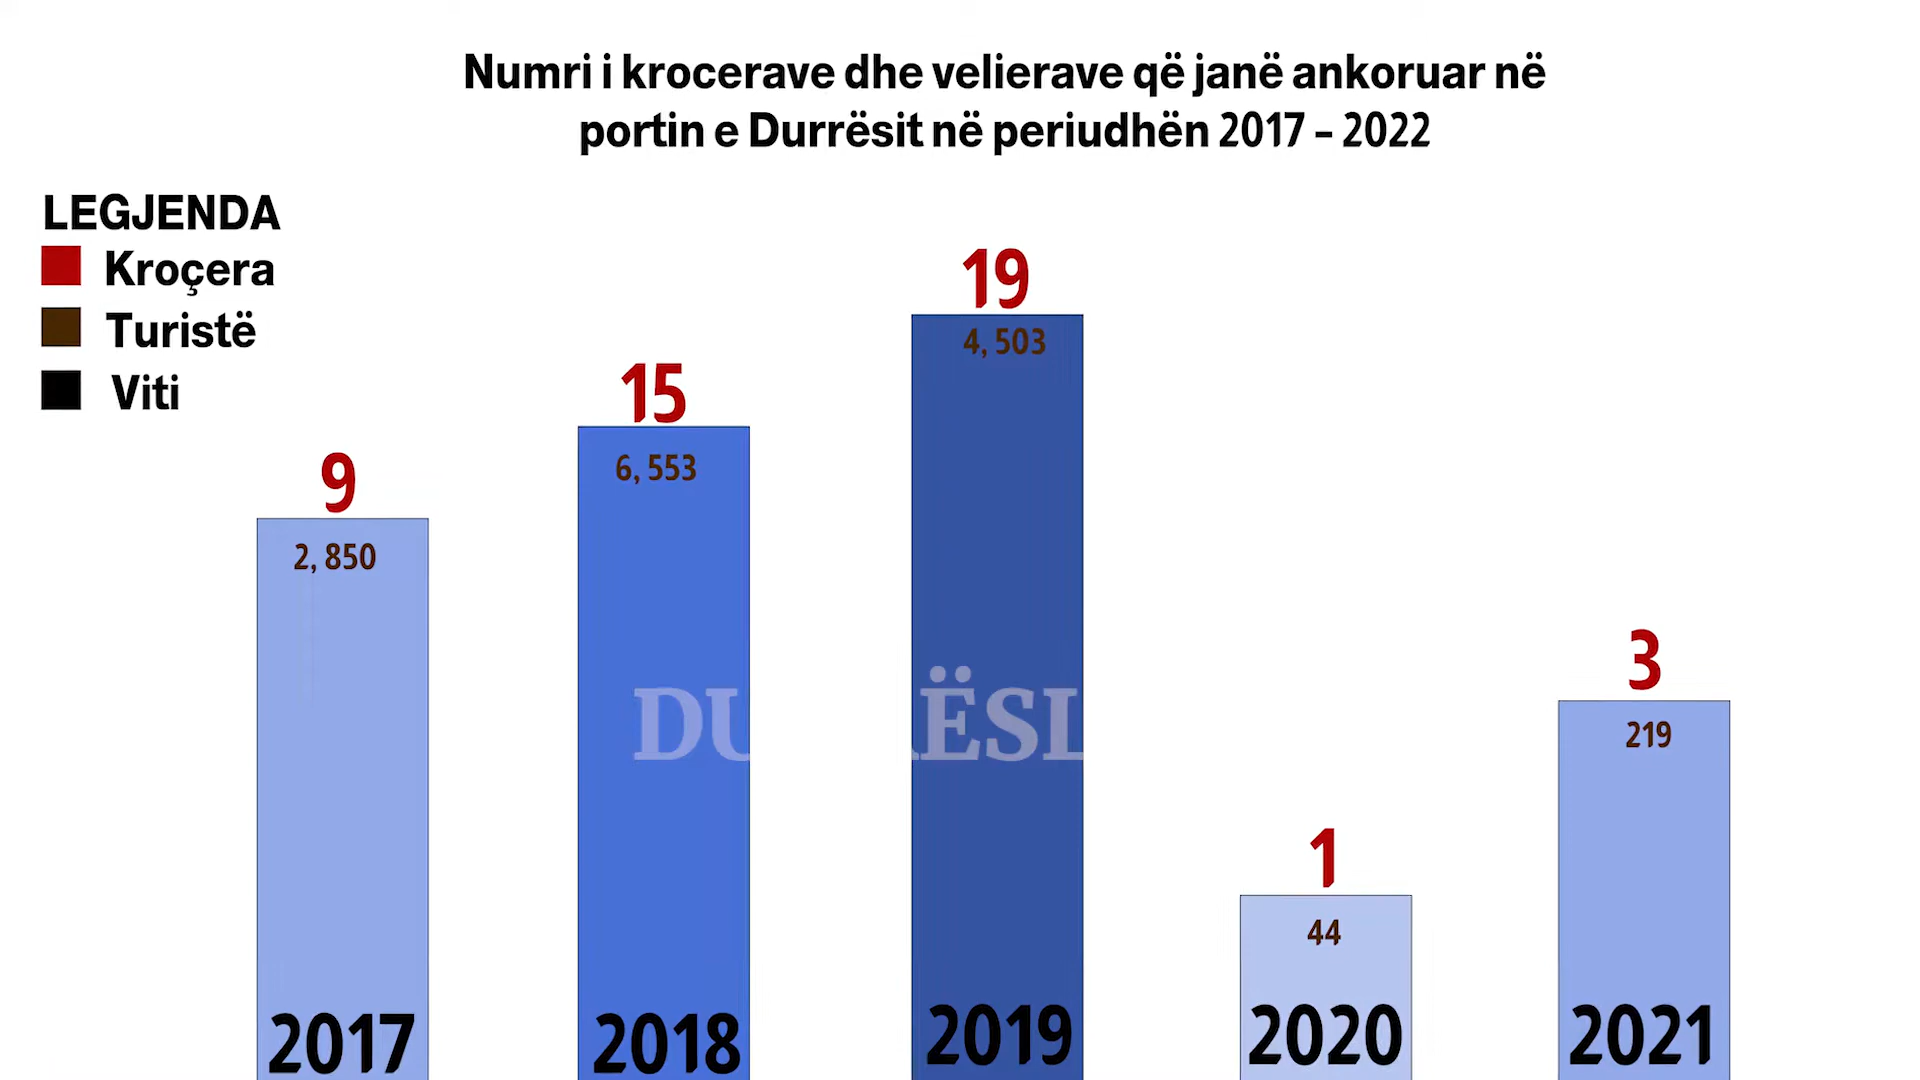 Numri i krocerave dhe velierave që janë ankoruar në
portin e Durrësit në periudhën 2017 – 2022
LEGJENDA
Kroçera
Turistë
Viti
9
2, 850
2017
15
6, 553
2018
19
4, 503
2019
1
44
2020
3
219
2021